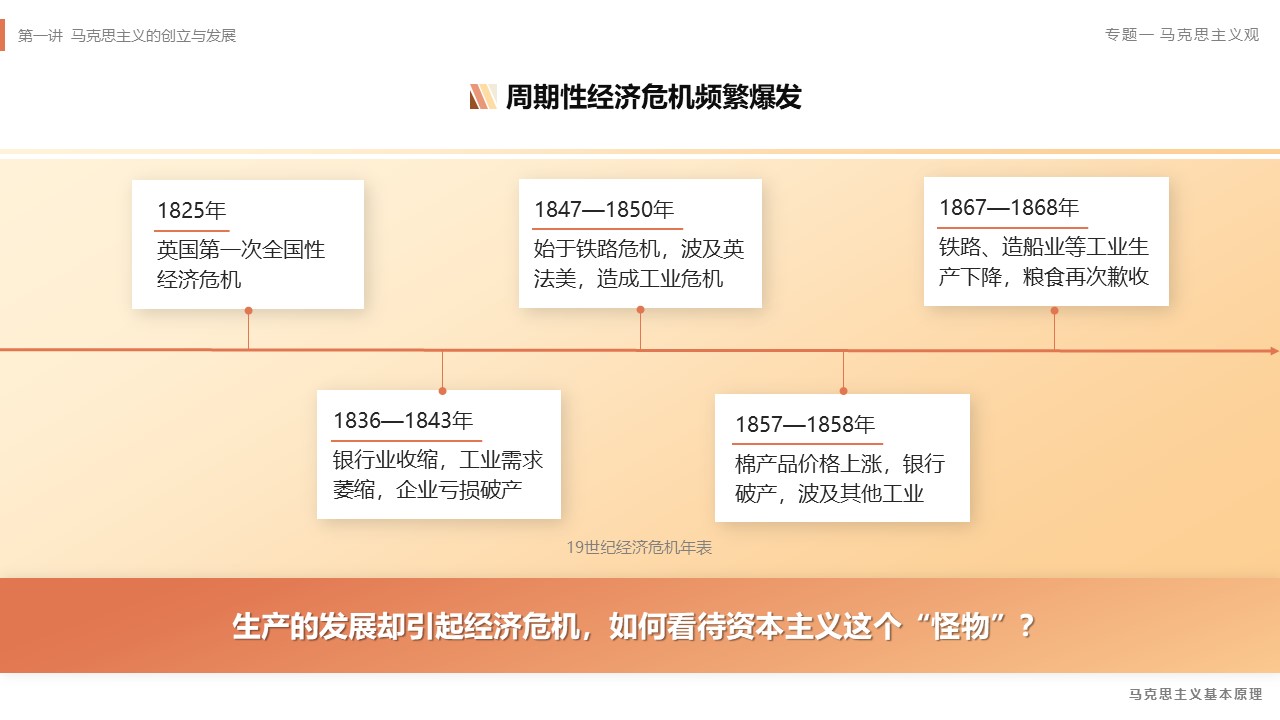 第一讲 马克思主义的创立与发展
专题一 马克思主义观
周期性经济危机频繁爆发
1825年
英国第一次全国性
经济危机
1847—1850年
始于铁路危机，波及英
法美，造成工业危机
1867—1868年
铁路、造船业等工业生
产下降，粮食再次歉收
1836—1843年
银行业收缩，工业需求
萎缩，企业亏损破产
1857—1858年
棉产品价格上涨，银行
破产，波及其他工业
19世纪经济危机年表
生产的发展却引起经济危机，如何看待资本主义这个“怪物”？
马克思主义基本原理